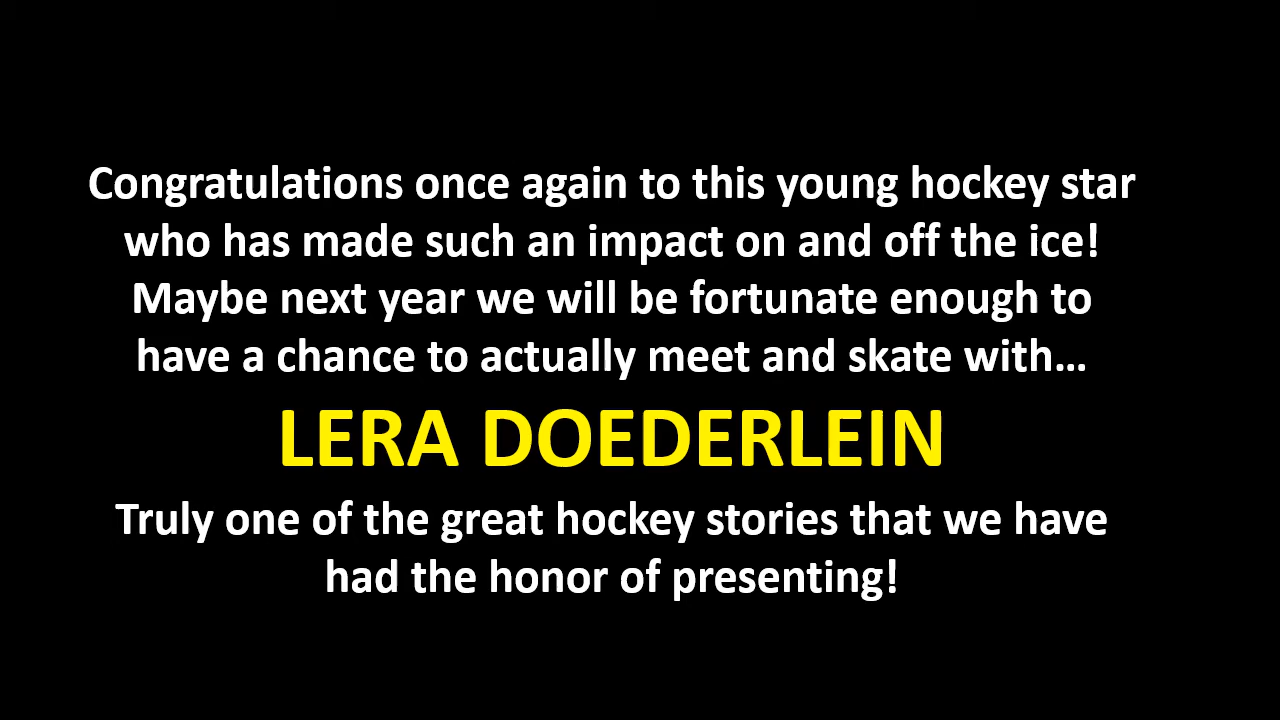 Congratulations once again to this young hockey star
who has made such an impact on and off the ice!
Maybe next year we will be fortunate enough to
have a chance to actually meet and skate with…
LERA DOEDERLEIN
Truly one of the great hockey stories that we have
had the honor of presenting!